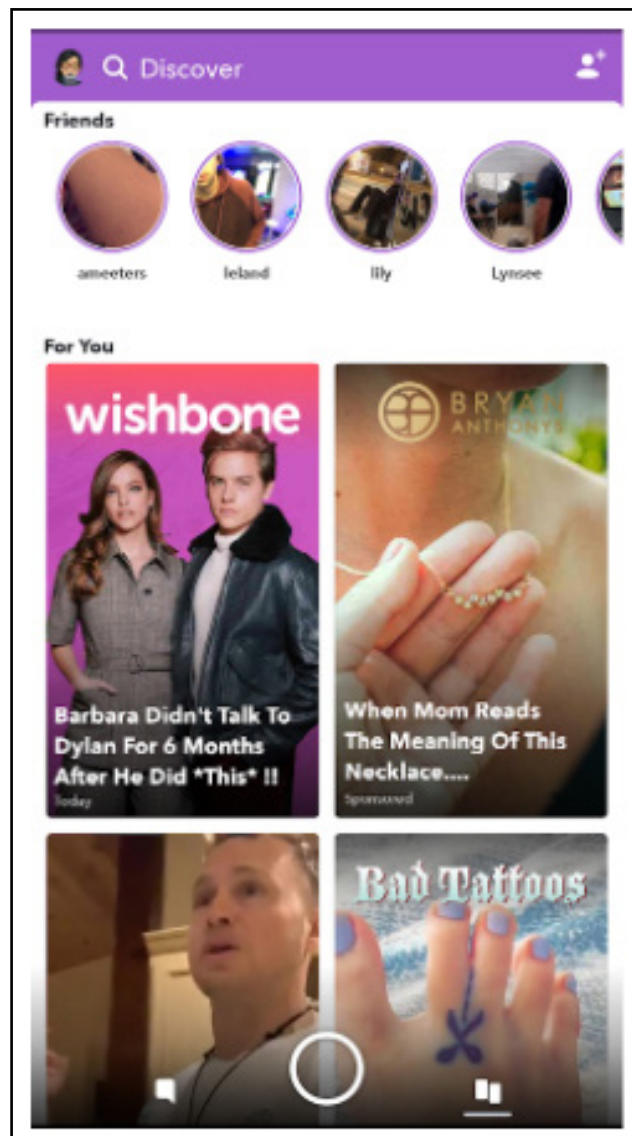 Discover
Friends
ameeters
leland
lily
Lynsee
For You
wishbone
BRYAN
ANTHONYS
Barbara Didn't Talk To
Dylan For 6 Months
After He Did *This* !!
Today
When Mom Reads
The Meaning Of This
Necklace....
Sponsored
Bad Tattoos